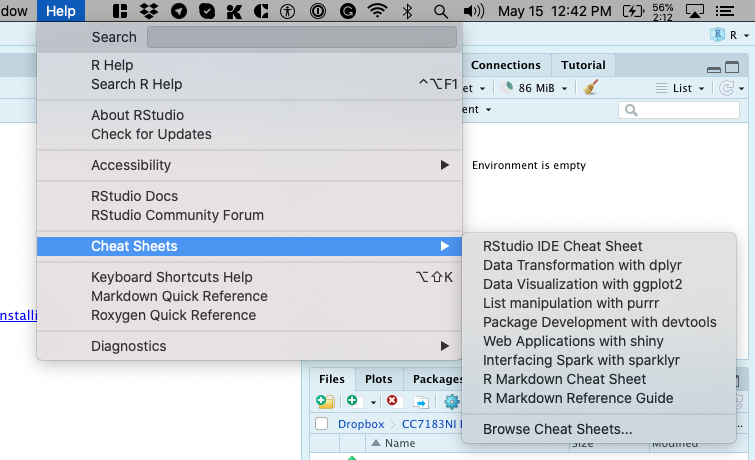 dow Help May 15 12:42 PM 56% 2:12
R
Search
R Help
Search R Help ^⌥F1
About RStudio
Check for Updates
Accessibility
RStudio Docs
RStudio Community Forum
Cheat Sheets
Keyboard Shortcuts Help ⌥⇧K
Markdown Quick Reference
Roxygen Quick Reference
Diagnostics
nstalli
Connections Tutorial
et 86 MiB List
ent
Environment is empty
RStudio IDE Cheat Sheet
Data Transformation with dplyr
Data Visualization with ggplot2
List manipulation with purrr
Package Development with devtools
Web Applications with shiny
Interfacing Spark with sparklyr
R Markdown Cheat Sheet
R Markdown Reference Guide
Browse Cheat Sheets...
Files Plots Packages
Dropbox CC7183NI
Name Size Modified